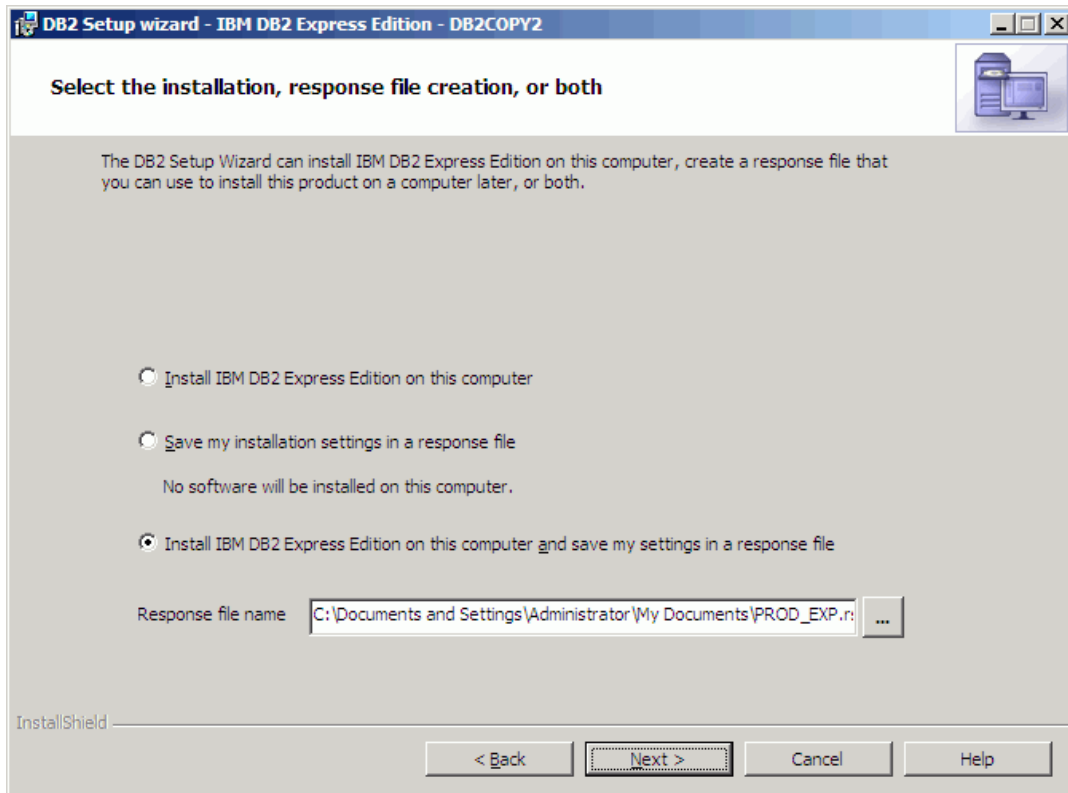 DB2 Setup wizard - IBM DB2 Express Edition - DB2COPY2
Select the installation, response file creation, or both
The DB2 Setup Wizard can install IBM DB2 Express Edition on this computer, create a response file that
you can use to install this product on a computer later, or both.
Install IBM DB2 Express Edition on this computer
Save my installation settings in a response file
No software will be installed on this computer.
Install IBM DB2 Express Edition on this computer and save my settings in a response file
Response file name C:\Documents and Settings\Administrator\My Documents\PROD_EXP.r ...
InstallShield
< Back Next > Cancel Help